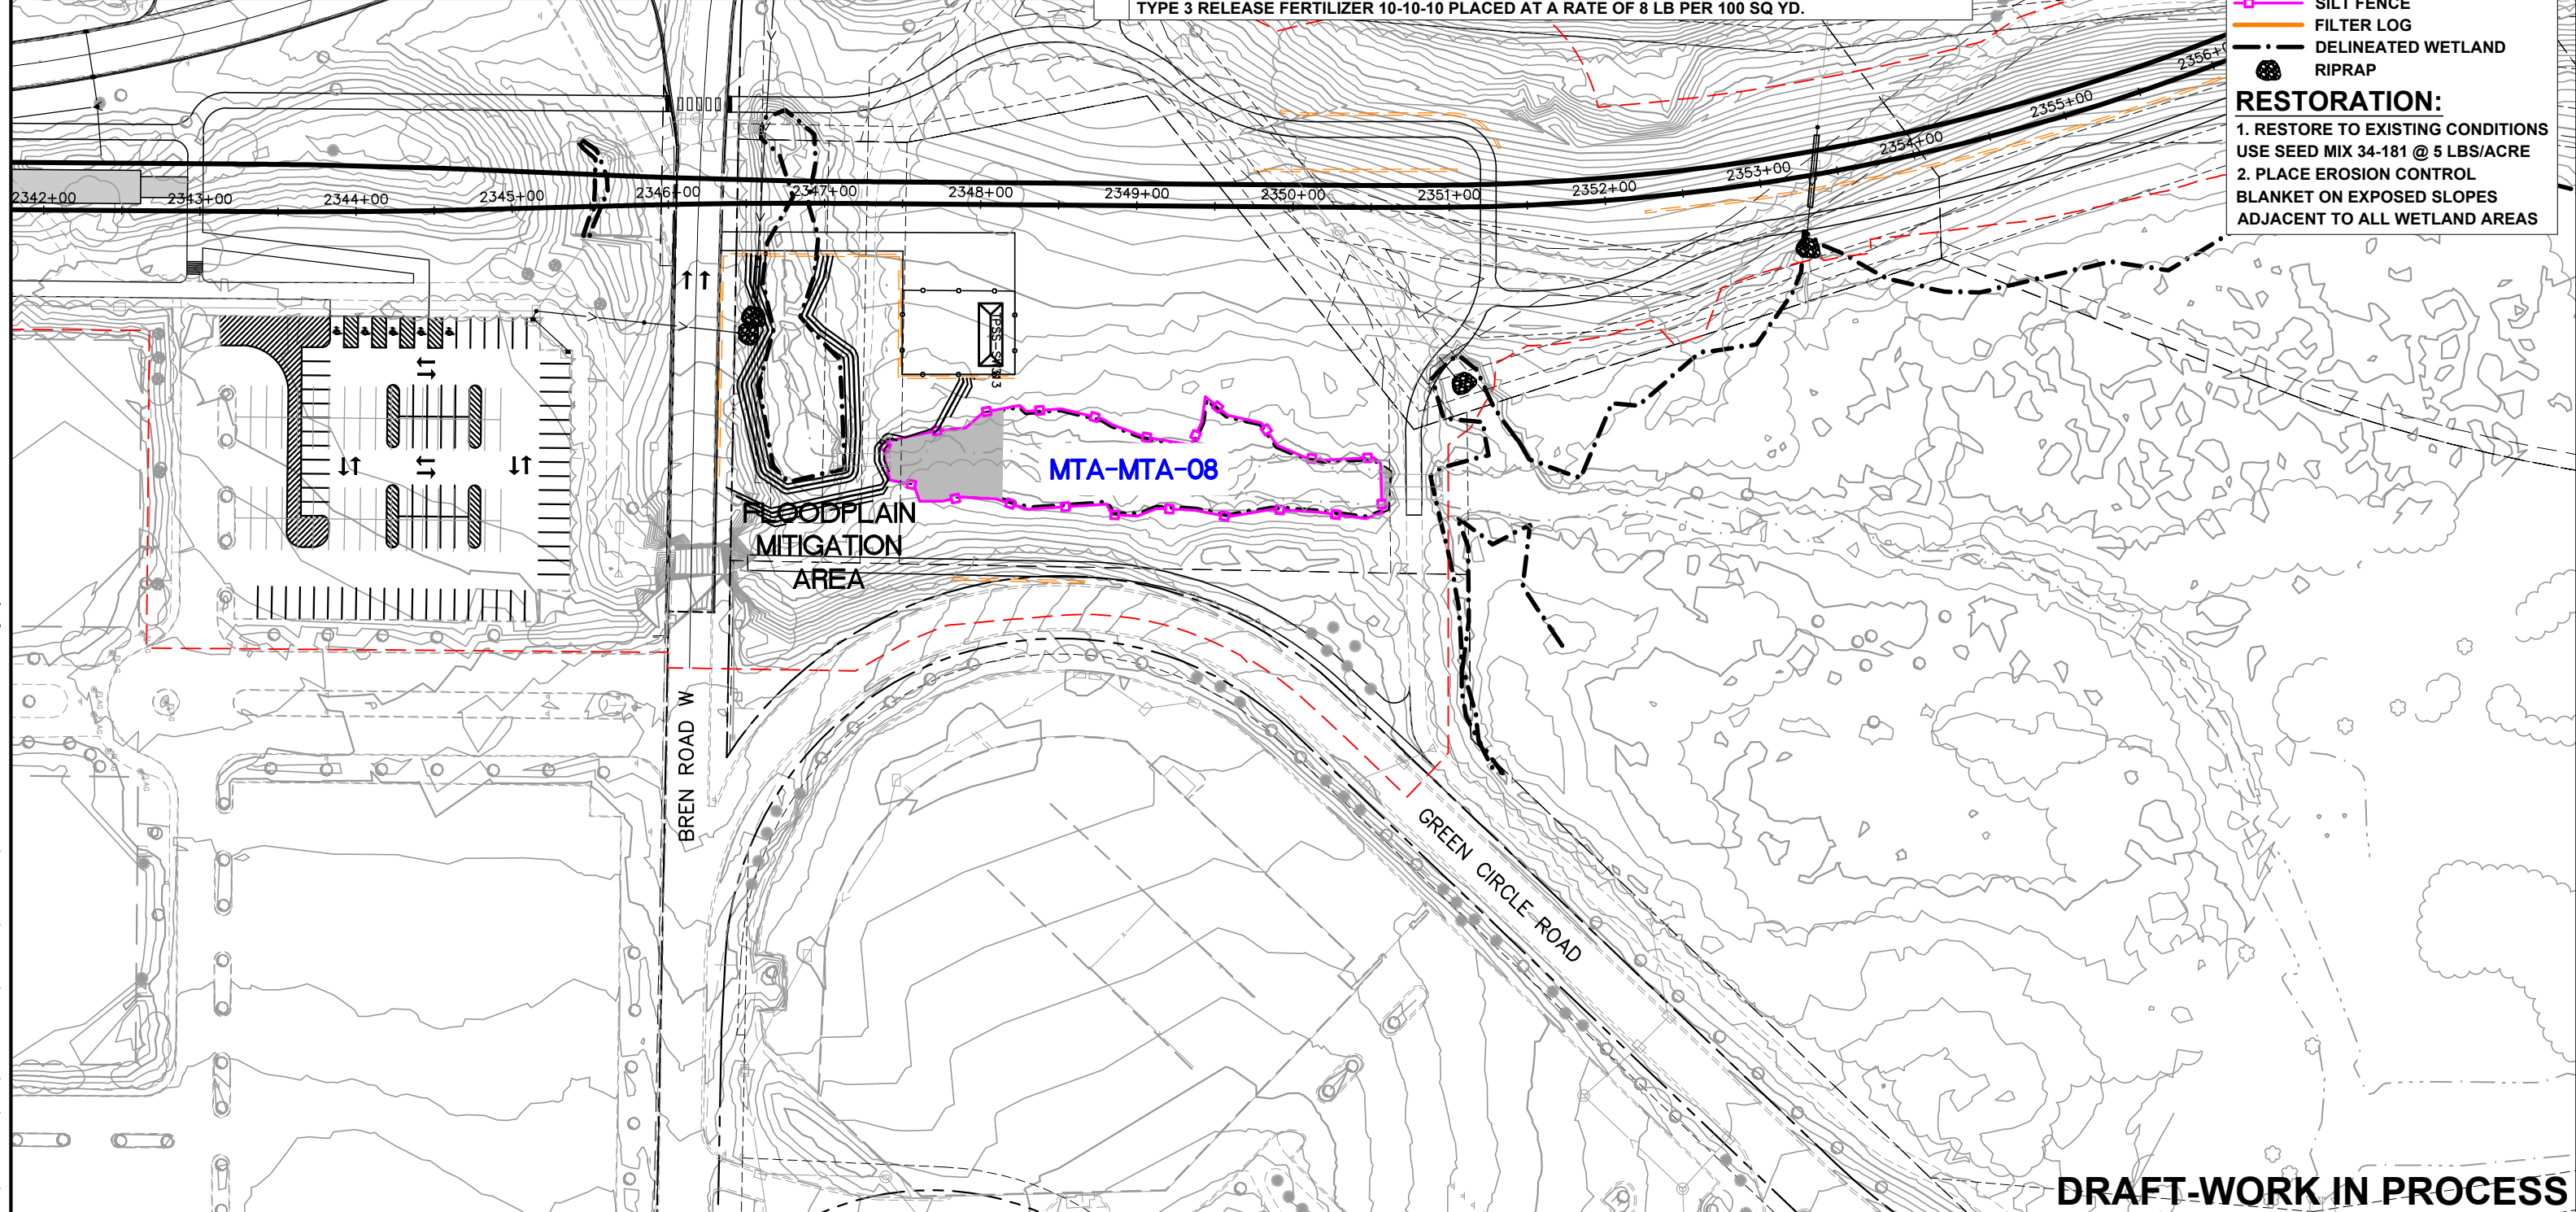 TYPE 3 RELEASE FERTILIZER 10-10-10 PLACED AT A RATE OF 8 LB PER 100 SQ YD.
SILT FENCE
FILTER LOG
DELINEATED WETLAND
RIPRAP
RESTORATION:
1. RESTORE TO EXISTING CONDITIONS
USE SEED MIX 34-181 @ 5 LBS/ACRE
2. PLACE EROSION CONTROL
BLANKET ON EXPOSED SLOPES
ADJACENT TO ALL WETLAND AREAS
2342+00
2343+00
2344+00
2345+00
2346+00
2347+00
2348+00
2349+00
2350+00
2351+00
2352+00
2353+00
2354+00
2355+00
MTA-MTA-08
FLOODPLAIN
MITIGATION
AREA
BREN ROAD W
GREEN CIRCLE ROAD
DRAFT-WORK IN PROCESS